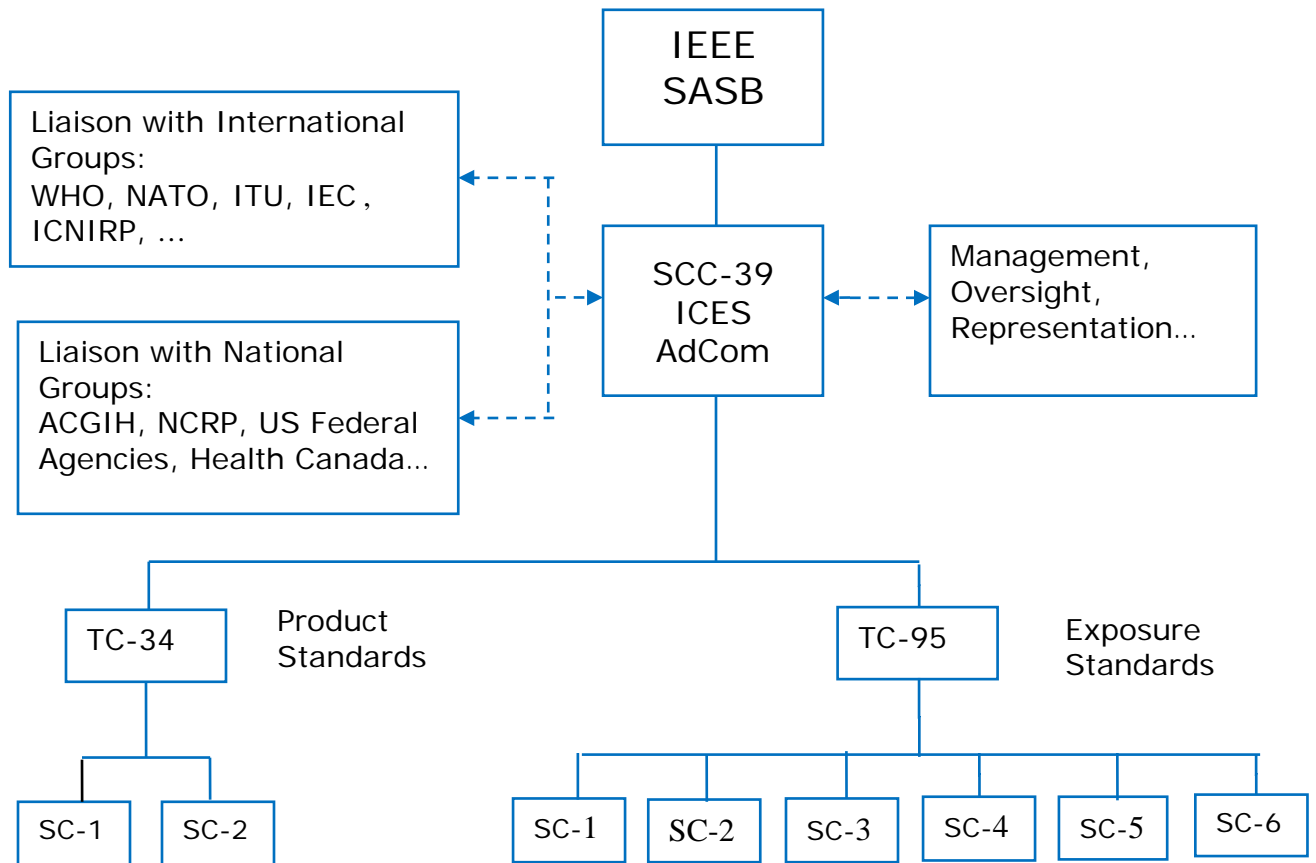 IEEE
SASB
Liaison with International
Groups:
WHO, NATO, ITU, IEC,
ICNIRP, ...
SCC-39
ICES
AdCom
Management,
Oversight,
Representation...
Liaison with National
Groups:
ACGIH, NCRP, US Federal
Agencies, Health Canada...
TC-34
Product
Standards
TC-95
Exposure
Standards
SC-1
SC-2
SC-1
SC-2
SC-3
SC-4
SC-5
SC-6